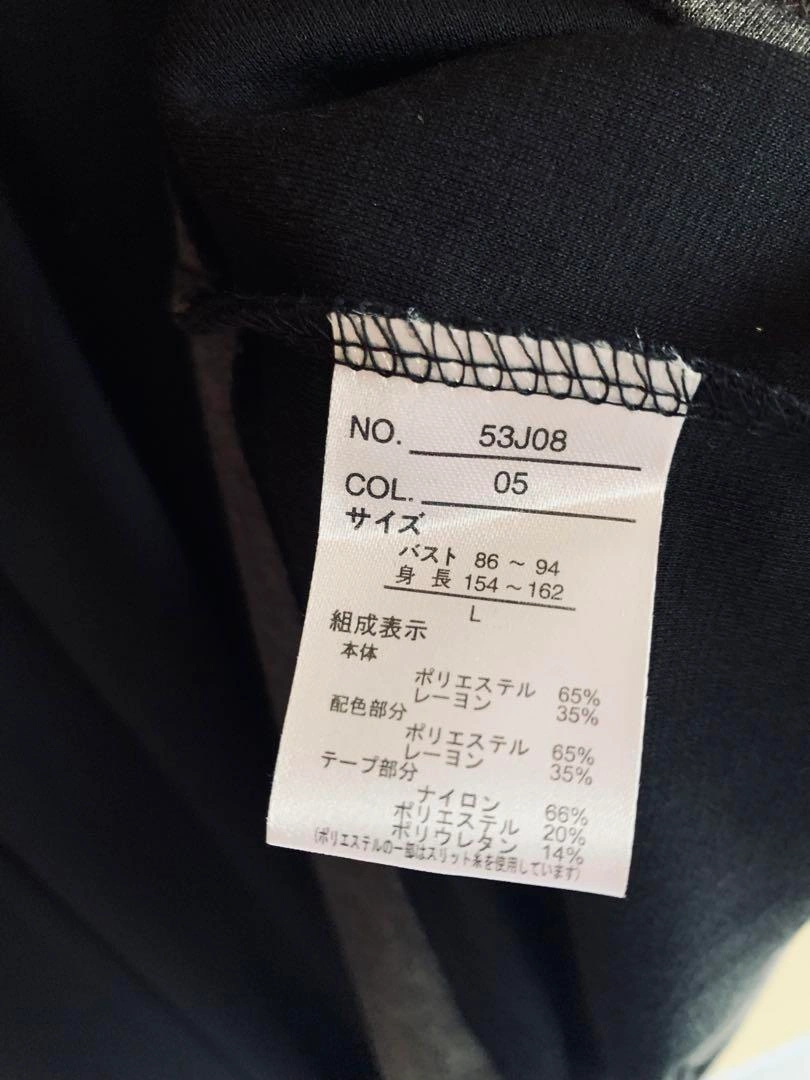 NO. 53J08
COL. 05
サイズ
バスト 86 ~ 94
身 長 154 ~ 162
L
組成表示
本体
ポリエステル 65%
レーヨン 35%
配色部分
ポリエステル 65%
レーヨン 35%
テープ部分
ナイロン 66%
ポリエステル 20%
ポリウレタン 14%
(ポリエステルの一部はスリット糸を使用しています)